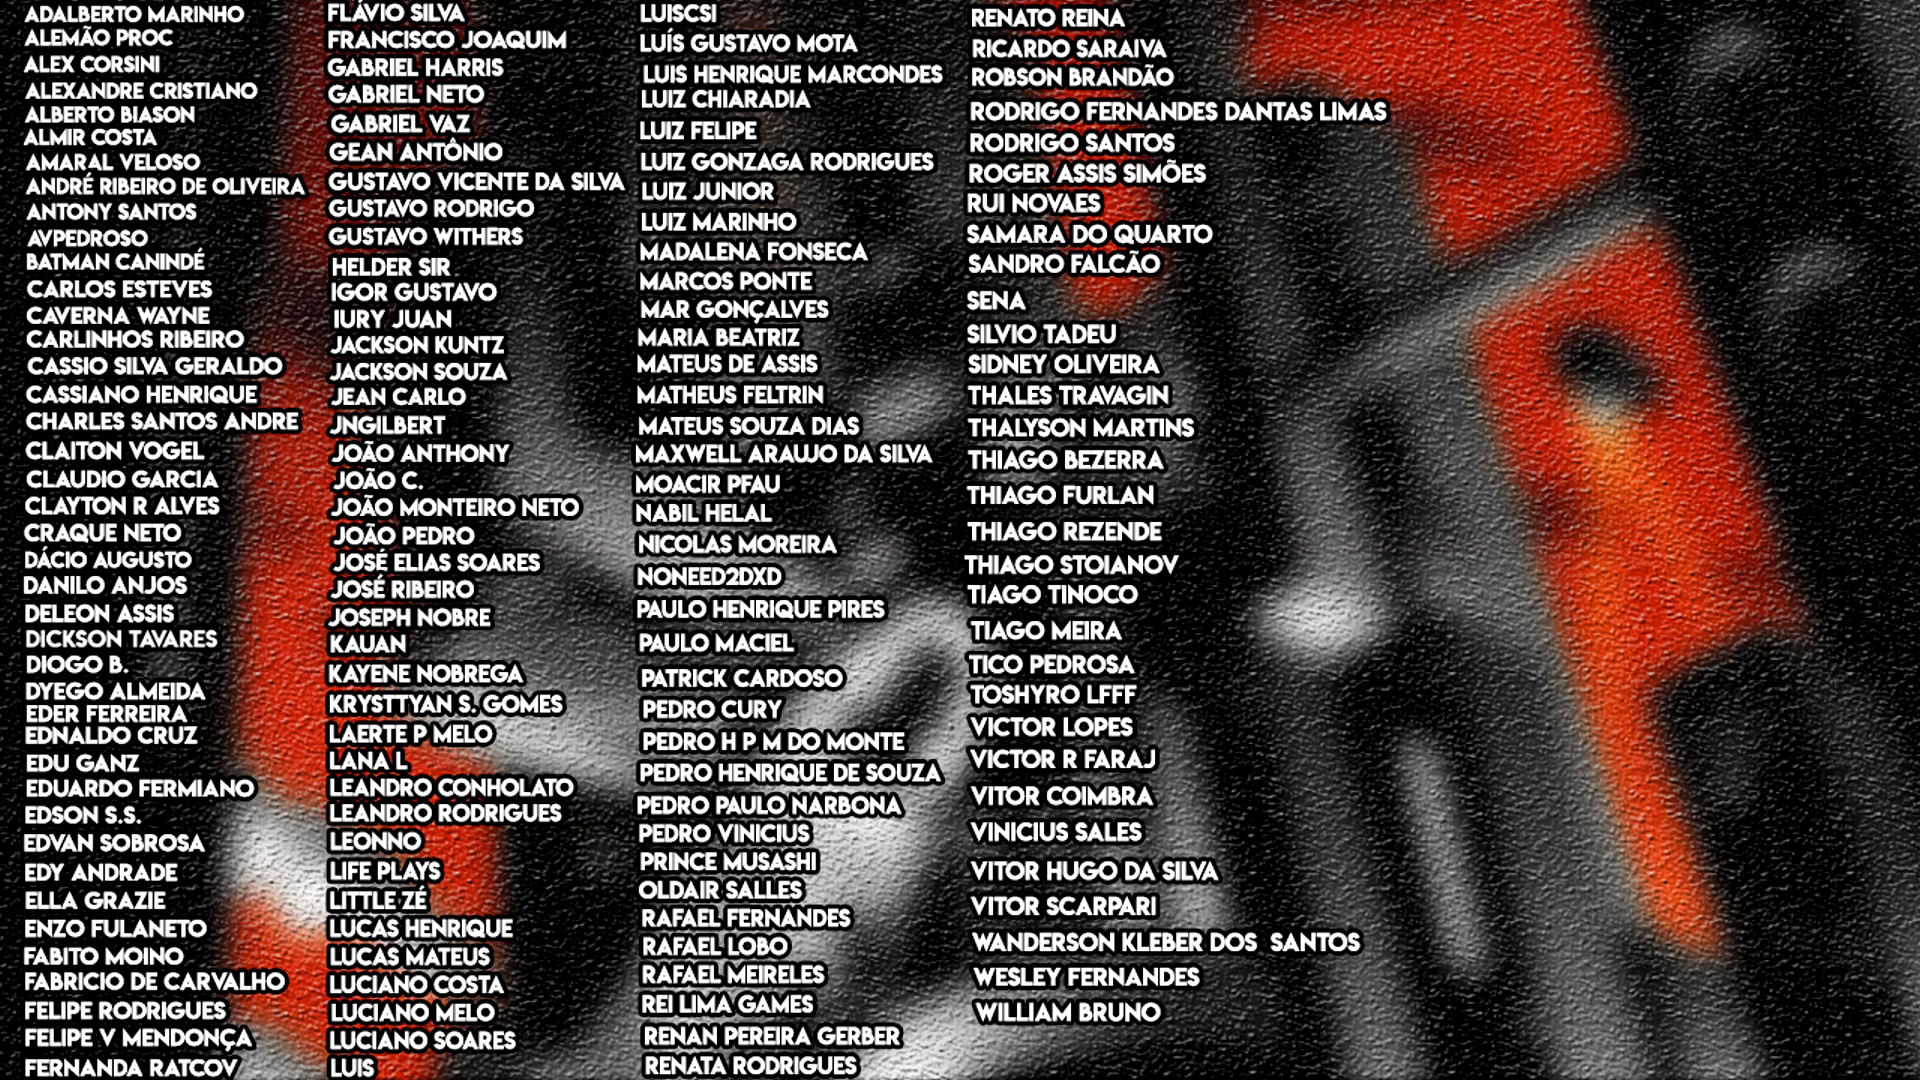 ADALBERTO MARINHO
ALEMÃO PROC
ALEX CORSINI
ALEXANDRE CRISTIANO
ALBERTO BIASON
ALMIR COSTA
AMARAL VELOSO
ANDRÉ RIBEIRO DE OLIVEIRA
ANTONY SANTOS
AVPEDROSO
BATMAN CANINDÉ
CARLOS ESTEVES
CAVERNA WAYNE
CARLINHOS RIBEIRO
CASSIO SILVA GERALDO
CASSIANO HENRIQUE
CHARLES SANTOS ANDRE
CLAITON VOGEL
CLAUDIO GARCIA
CLAYTON R ALVES
CRAQUE NETO
DÁCIO AUGUSTO
DANILO ANJOS
DELEON ASSIS
DICKSON TAVARES
DIOGO B.
DYEGO ALMEIDA
EDER FERREIRA
EDNALDO CRUZ
EDU GANZ
EDUARDO FERMIANO
EDSON S.S.
EDVAN SOBROSA
EDY ANDRADE
ELLA GRAZIE
ENZO FULANETO
FABITO MOINO
FABRICIO DE CARVALHO
FELIPE RODRIGUES
FELIPE V MENDONÇA
FERNANDA RATCOV
FLÁVIO SILVA
FRANCISCO JOAQUIM
GABRIEL HARRIS
GABRIEL NETO
GABRIEL VAZ
GEAN ANTÔNIO
GUSTAVO VICENTE DA SILVA
GUSTAVO RODRIGO
GUSTAVO WITHERS
HELDER SIR
IGOR GUSTAVO
IURY JUAN
JACKSON KUNTZ
JACKSON SOUZA
JEAN CARLO
JNGILBERT
JOÃO ANTHONY
JOÃO C.
JOÃO MONTEIRO NETO
JOÃO PEDRO
JOSÉ ELIAS SOARES
JOSÉ RIBEIRO
JOSEPH NOBRE
KAUAN
KAYENE NOBREGA
KRYSTTYAN S. GOMES
LAERTE P MELO
LANA L
LEANDRO CONHOLATO
LEANDRO RODRIGUES
LEONNO
LIFE PLAYS
LITTLE ZÉ
LUCAS HENRIQUE
LUCAS MATEUS
LUCIANO COSTA
LUCIANO MELO
LUCIANO SOARES
LUIS
LUISCSI
LUÍS GUSTAVO MOTA
LUIS HENRIQUE MARCONDES
LUIZ CHIARADIA
LUIZ FELIPE
LUIZ GONZAGA RODRIGUES
LUIZ JUNIOR
LUIZ MARINHO
MADALENA FONSECA
MARCOS PONTE
MAR GONÇALVES
MARIA BEATRIZ
MATEUS DE ASSIS
MATHEUS FELTRIN
MATEUS SOUZA DIAS
MAXWELL ARAUJO DA SILVA
MOACIR PFAU
NABIL HELAL
NICOLAS MOREIRA
NONEED2DXD
PAULO HENRIQUE PIRES
PAULO MACIEL
PATRICK CARDOSO
PEDRO CURY
PEDRO H P M DO MONTE
PEDRO HENRIQUE DE SOUZA
PEDRO PAULO NARBONA
PEDRO VINICIUS
PRINCE MUSASHI
OLDAIR SALLES
RAFAEL FERNANDES
RAFAEL LOBO
RAFAEL MEIRELES
REI LIMA GAMES
RENAN PEREIRA GERBER
RENATA RODRIGUES
RENATO REINA
RICARDO SARAIVA
ROBSON BRANDÃO
RODRIGO FERNANDES DANTAS LIMAS
RODRIGO SANTOS
ROGER ASSIS SIMÕES
RUI NOVAES
SAMARA DO QUARTO
SANDRO FALCÃO
SENA
SILVIO TADEU
SIDNEY OLIVEIRA
THALES TRAVAGIN
THALYSON MARTINS
THIAGO BEZERRA
THIAGO FURLAN
THIAGO REZENDE
THIAGO STOIANOV
TIAGO TINOCO
TIAGO MEIRA
TICO PEDROSA
TOSHYRO LFFF
VICTOR LOPES
VICTOR R FARAJ
VITOR COIMBRA
VINICIUS SALES
VITOR HUGO DA SILVA
VITOR SCARPARI
WANDERSON KLEBER DOS  SANTOS
WESLEY FERNANDES
WILLIAM BRUNO